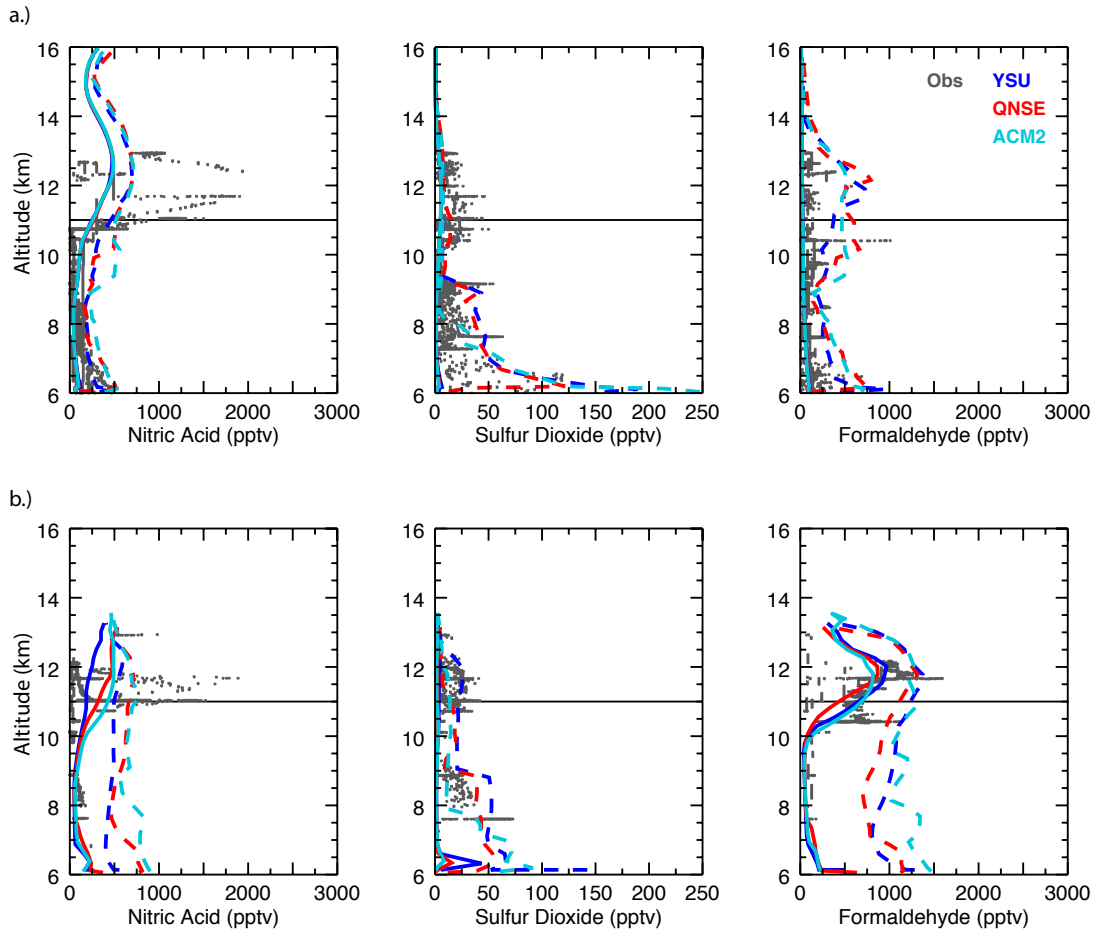 a.)
16
14
12
10
8
6
Altitude (km)
0 1000 2000 3000
Nitric Acid (pptv)
0 50 100 150 200 250
Sulfur Dioxide (pptv)
Obs YSU
QNSE
ACM2
0 1000 2000 3000
Formaldehyde (pptv)
16
14
12
10
8
6
16
14
12
10
8
6
b.)
16
14
12
10
8
6
Altitude (km)
0 1000 2000 3000
Nitric Acid (pptv)
16
14
12
10
8
6
0 50 100 150 200 250
Sulfur Dioxide (pptv)
16
14
12
10
8
6
0 1000 2000 3000
Formaldehyde (pptv)